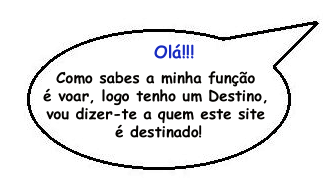 Olá!!!
Como sabes a minha função
é voar, logo tenho um Destino,
vou dizer-te a quem este site
é destinado!